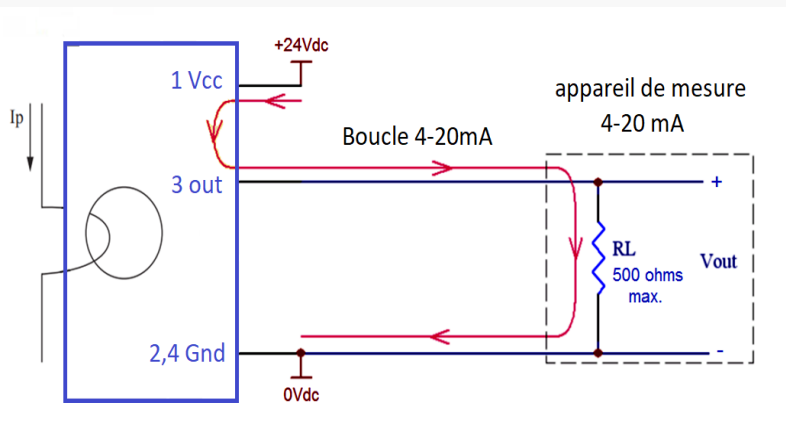 +24Vdc
1 Vcc
appareil de mesure
4-20 mA
Ip
Boucle 4-20mA
3 out
+
RL
500 ohms
max.
Vout
2,4 Gnd
-
0Vdc